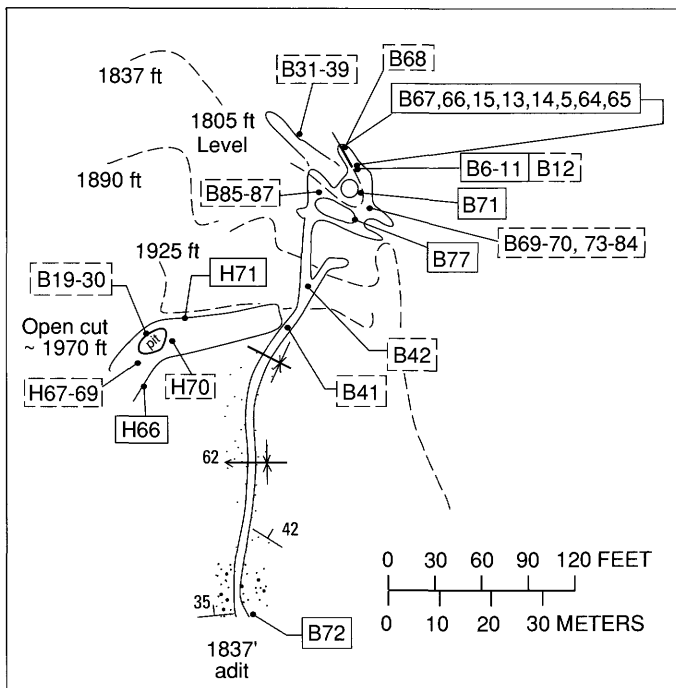 1837 ft
B31-39
B68
1805 ft
Level
B67,66,15,13,14,5,64,65
B6-11
B12
1890 ft
B85-87
B71
B77
B69-70, 73-84
1925 ft
B19-30
H71
Open cut
~ 1970 ft
pit
H70
H67-69
H66
B42
B41
62
42
35
0 30 60 90 120 FEET
0 10 20 30 METERS
B72
1837'
adit